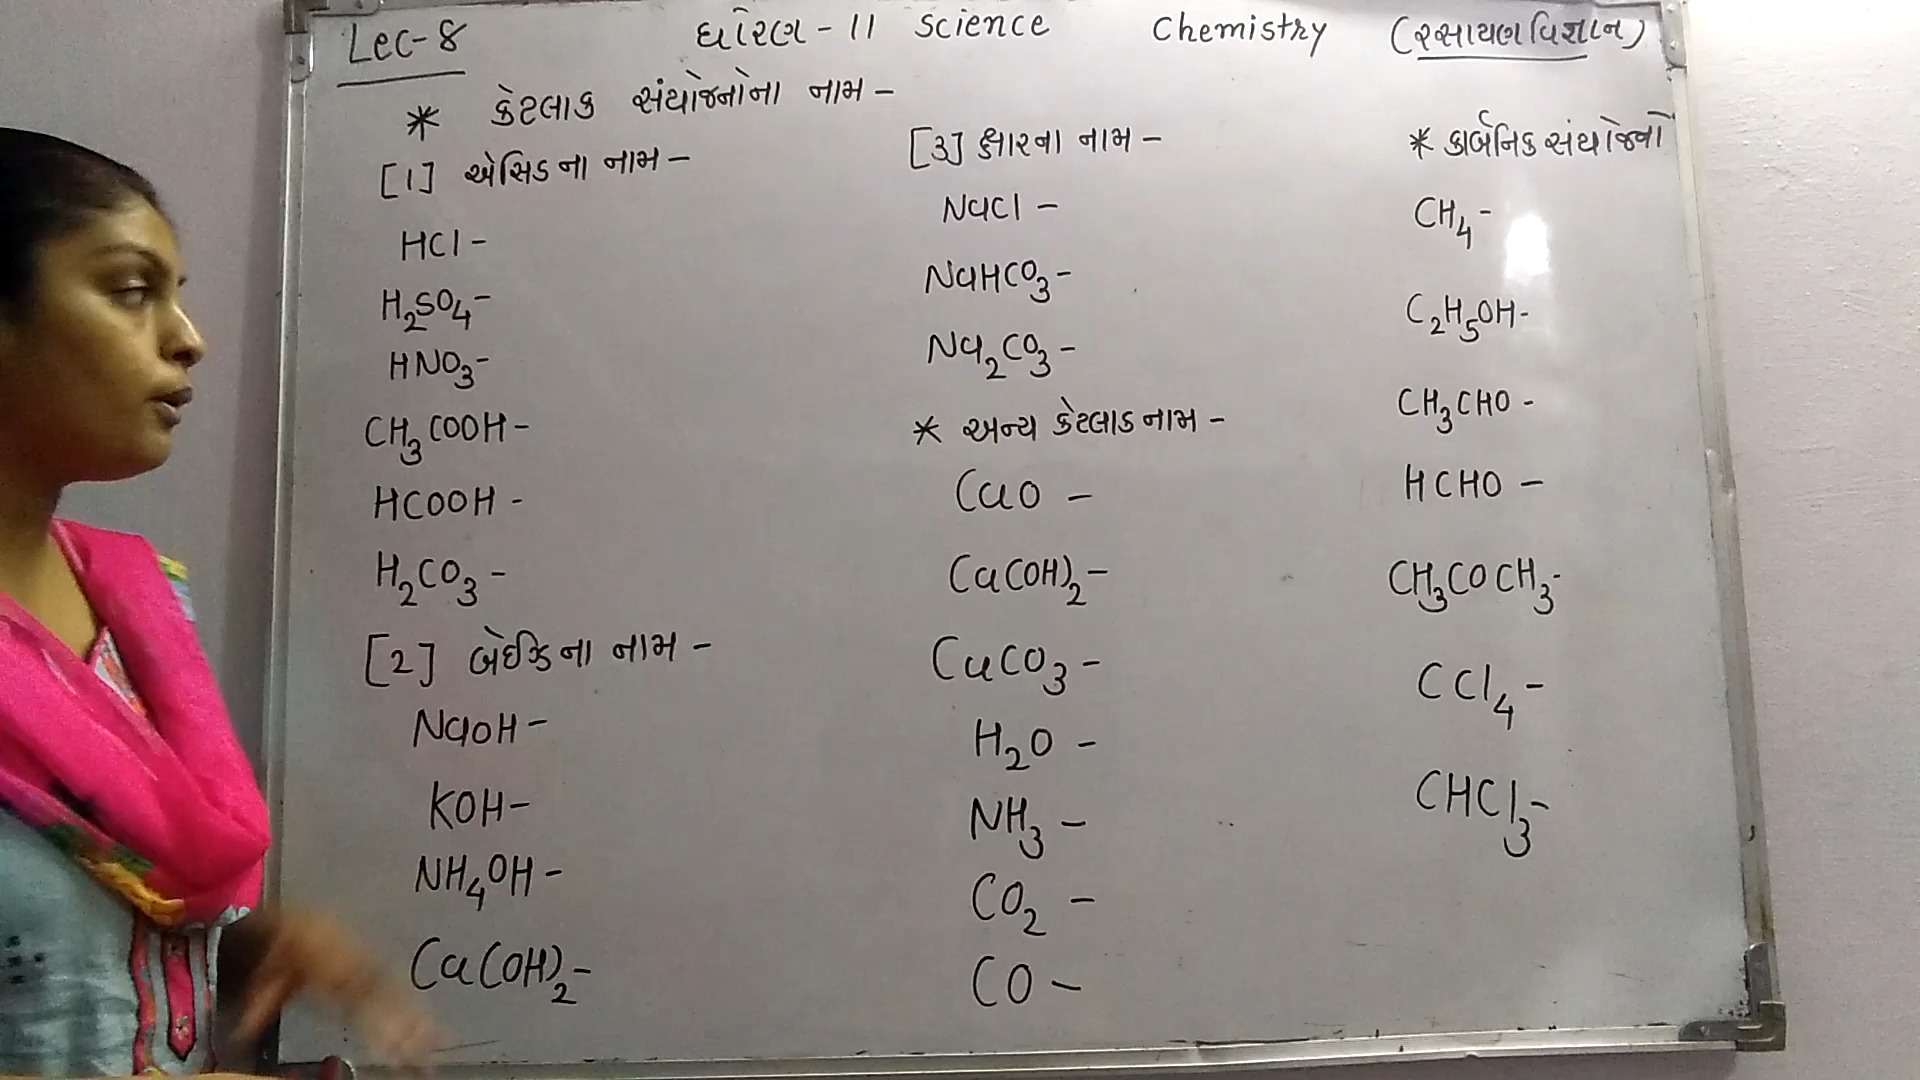 Lec-8 ધોરણ - 11 Science Chemistry (રસાયણ વિજ્ઞાન)
* કેટલાક સંયોજનોના નામ -
[1] એસિડ ના નામ -
HCl -
H₂SO₄ -
HNO₃ -
CH₃COOH -
HCOOH -
H₂CO₃ -
[2] બેઈઝિ ના નામ -
NaOH -
KOH -
NH₄OH -
Ca(OH)₂ -
[3] ક્ષારના નામ -
NaCl -
NaHCO₃ -
Na₂CO₃ -
* અન્ય કેટલાક નામ -
CaO -
Ca(OH)₂ -
CaCO₃ -
H₂O -
NH₃ -
CO₂ -
CO -
* કાર્બનિક સંયોજનો
CH₄ -
C₂H₅OH -
CH₃CHO -
HCHO -
CH₃COCH₃ -
CCl₄ -
CHCl₃ -